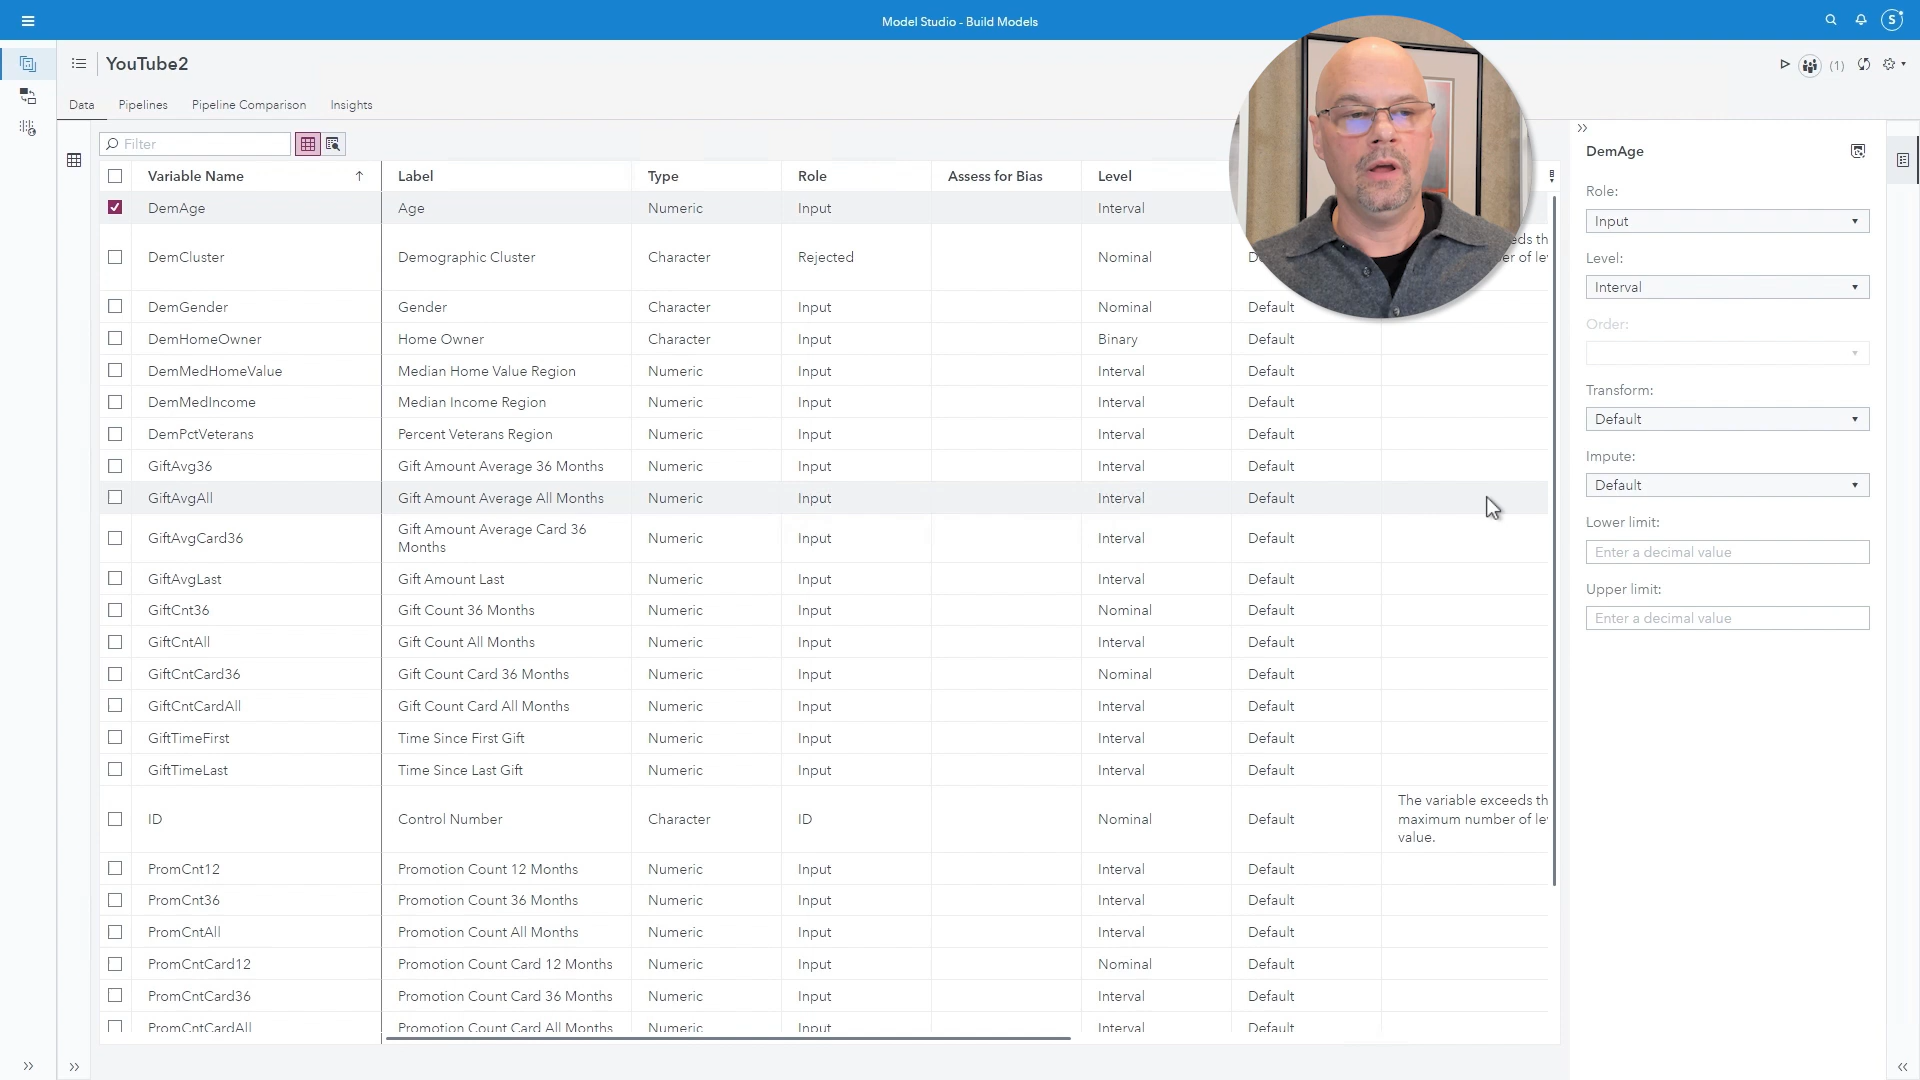 Model Studio - Build Models
S
YouTube2
(1)
Data Pipelines Pipeline Comparison Insights
Filter
Variable Name Label Type Role Assess for Bias Level
DemAge Age Numeric Input Interval
DemCluster Demographic Cluster Character Rejected Nominal
DemGender Gender Character Input Nominal Default
DemHomeOwner Home Owner Character Input Binary Default
DemMedHomeValue Median Home Value Region Numeric Input Interval Default
DemMedIncome Median Income Region Numeric Input Interval Default
DemPctVeterans Percent Veterans Region Numeric Input Interval Default
GiftAvg36 Gift Amount Average 36 Months Numeric Input Interval Default
GiftAvgAll Gift Amount Average All Months Numeric Input Interval Default
GiftAvgCard36 Gift Amount Average Card 36
Months Numeric Input Interval Default
GiftAvgLast Gift Amount Last Numeric Input Interval Default
GiftCnt36 Gift Count 36 Months Numeric Input Nominal Default
GiftCntAll Gift Count All Months Numeric Input Interval Default
GiftCntCard36 Gift Count Card 36 Months Numeric Input Nominal Default
GiftCntCardAll Gift Count Card All Months Numeric Input Interval Default
GiftTimeFirst Time Since First Gift Numeric Input Interval Default
GiftTimeLast Time Since Last Gift Numeric Input Interval Default
ID Control Number Character ID Nominal Default
The variable exceeds th
maximum number of le
value.
PromCnt12 Promotion Count 12 Months Numeric Input Interval Default
PromCnt36 Promotion Count 36 Months Numeric Input Interval Default
PromCntAll Promotion Count All Months Numeric Input Interval Default
PromCntCard12 Promotion Count Card 12 Months Numeric Input Nominal Default
PromCntCard36 Promotion Count Card 36 Months Numeric Input Interval Default
PromCntCardAll Promotion Count Card All Months Numeric Input Interval Default
DemAge
Role:
Input
Level:
Interval
Order:
Transform:
Default
Impute:
Default
Lower limit:
Enter a decimal value
Upper limit:
Enter a decimal value